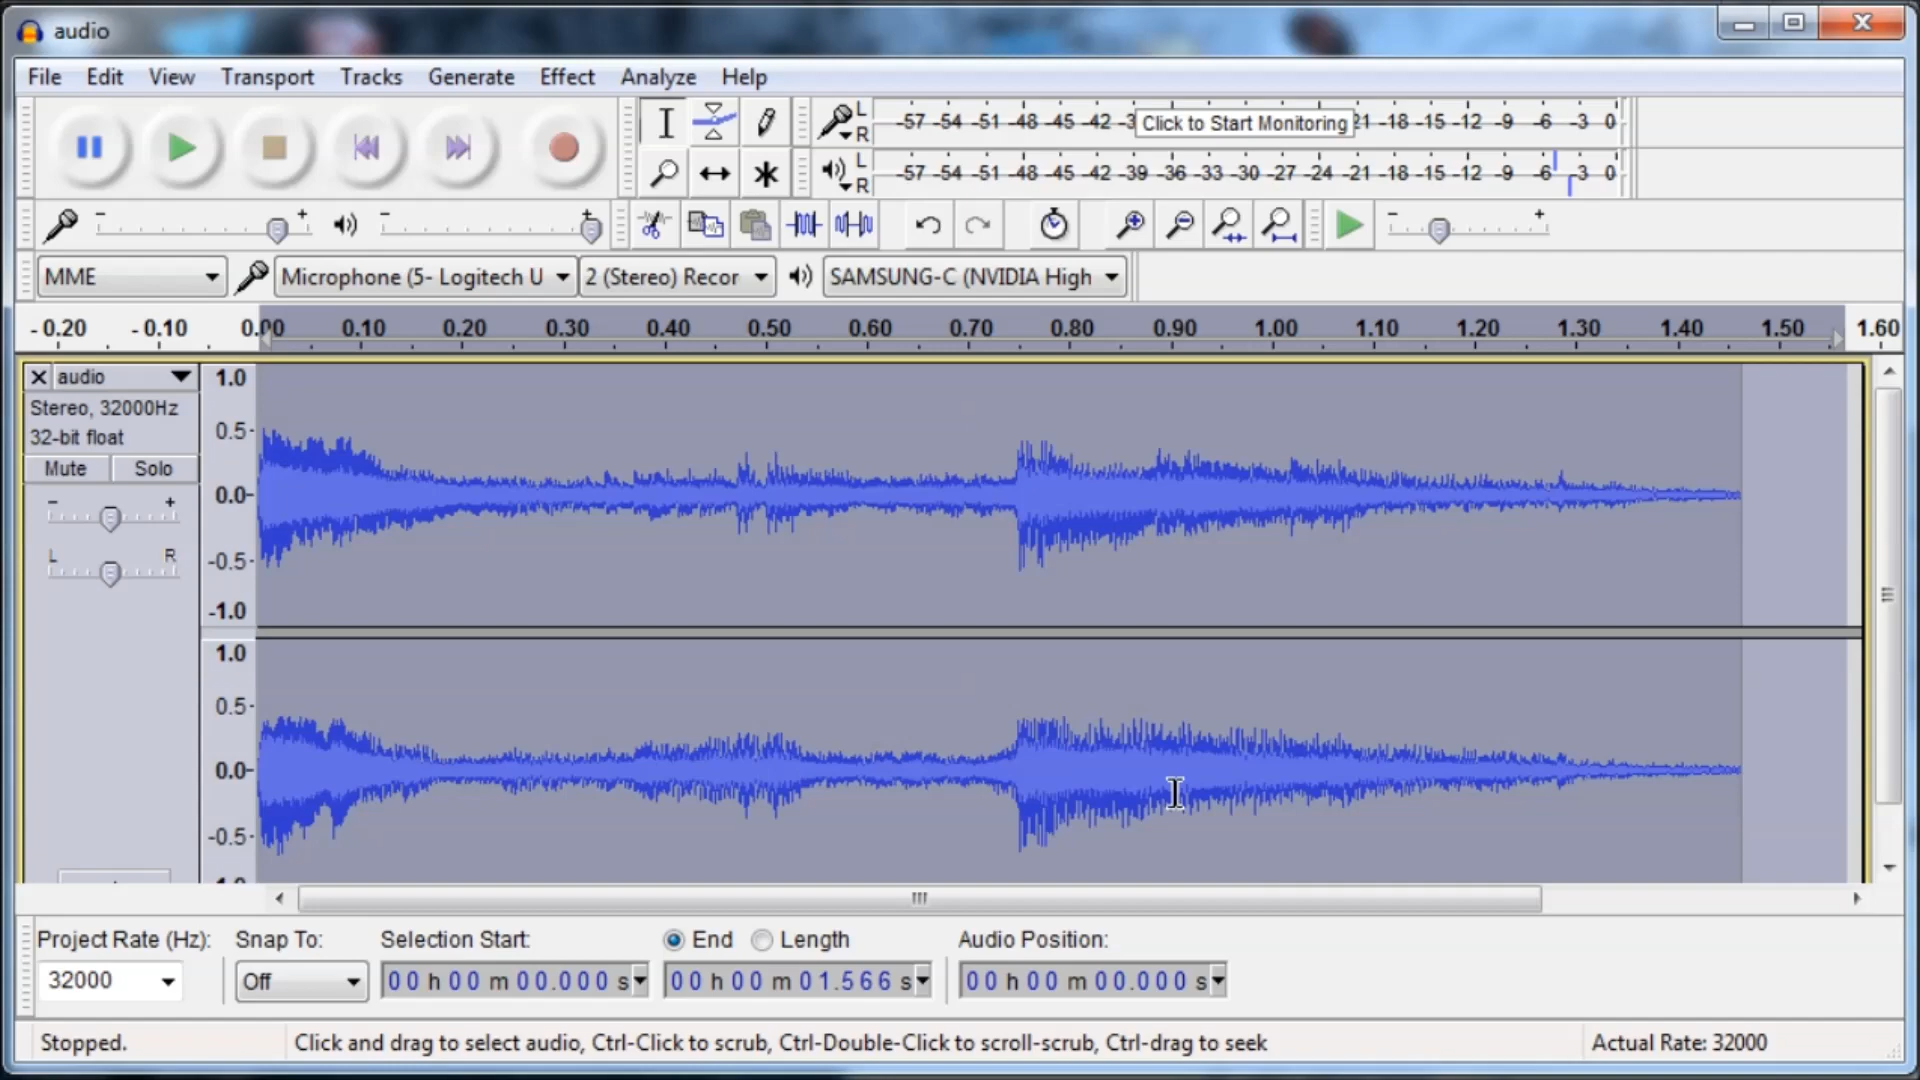 audio
File Edit View Transport Tracks Generate Effect Analyze Help
L
R
-57 -54 -51 -48 -45 -42 -3 Click to Start Monitoring 21 -18 -15 -12 -9 -6 -3 0
L
R
-57 -54 -51 -48 -45 -42 -39 -36 -33 -30 -27 -24 -21 -18 -15 -12 -9 -6 -3 0
- + - + - +
MME Microphone (5- Logitech U 2 (Stereo) Recor SAMSUNG-C (NVIDIA High
- 0.20 - 0.10 0.00 0.10 0.20 0.30 0.40 0.50 0.60 0.70 0.80 0.90 1.00 1.10 1.20 1.30 1.40 1.50 1.60
X audio
Stereo, 32000Hz
32-bit float
Mute Solo
- +
L R
1.0
0.5-
0.0-
-0.5-
-1.0
1.0
0.5-
0.0-
-0.5-
Project Rate (Hz): Snap To: Selection Start: End Length Audio Position:
32000 Off 00 h 00 m 00.000 s 00 h 00 m 01.566 s 00 h 00 m 00.000 s
Stopped. Click and drag to select audio, Ctrl-Click to scrub, Ctrl-Double-Click to scroll-scrub, Ctrl-drag to seek Actual Rate: 32000